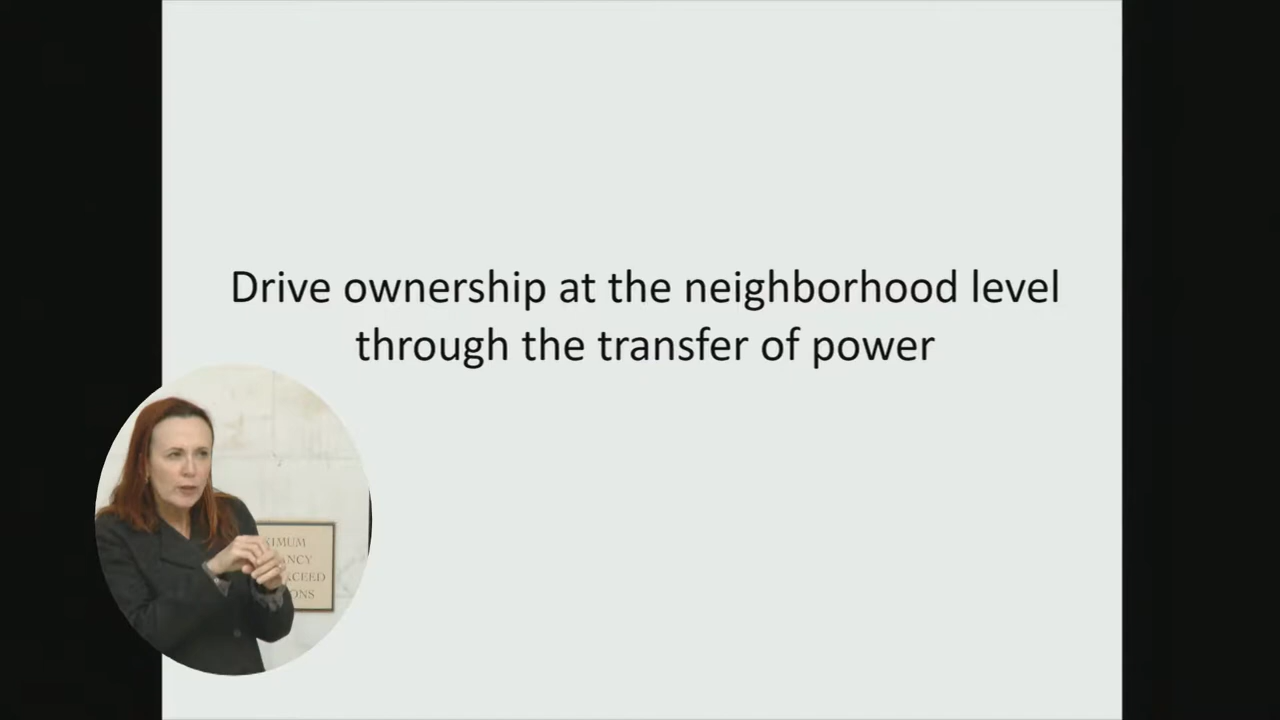 Drive ownership at the neighborhood level
through the transfer of power